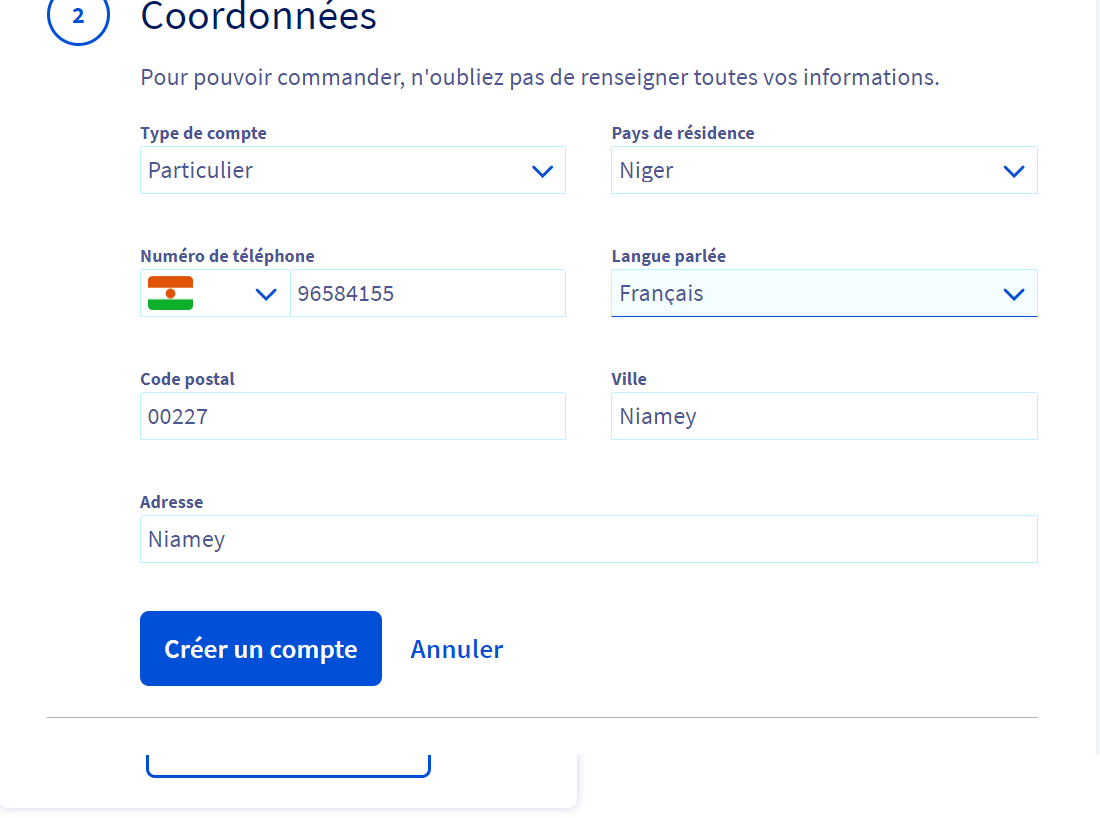 2
Coordonnées
Pour pouvoir commander, n'oubliez pas de renseigner toutes vos informations.
Type de compte
Particulier
Pays de résidence
Niger
Numéro de téléphone
96584155
Langue parlée
Français
Code postal
00227
Ville
Niamey
Adresse
Niamey
Créer un compte
Annuler